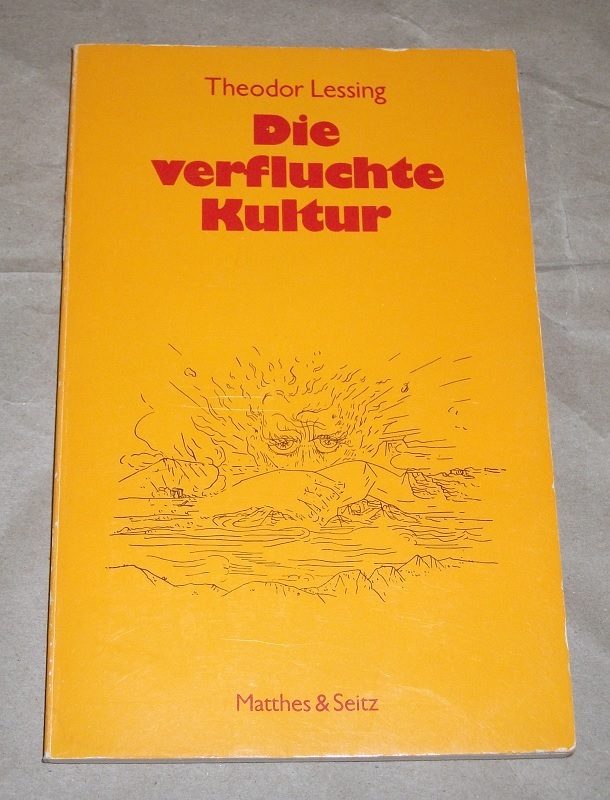 Theodor Lessing
Die
verfluchte
Kultur
Matthes & Seitz